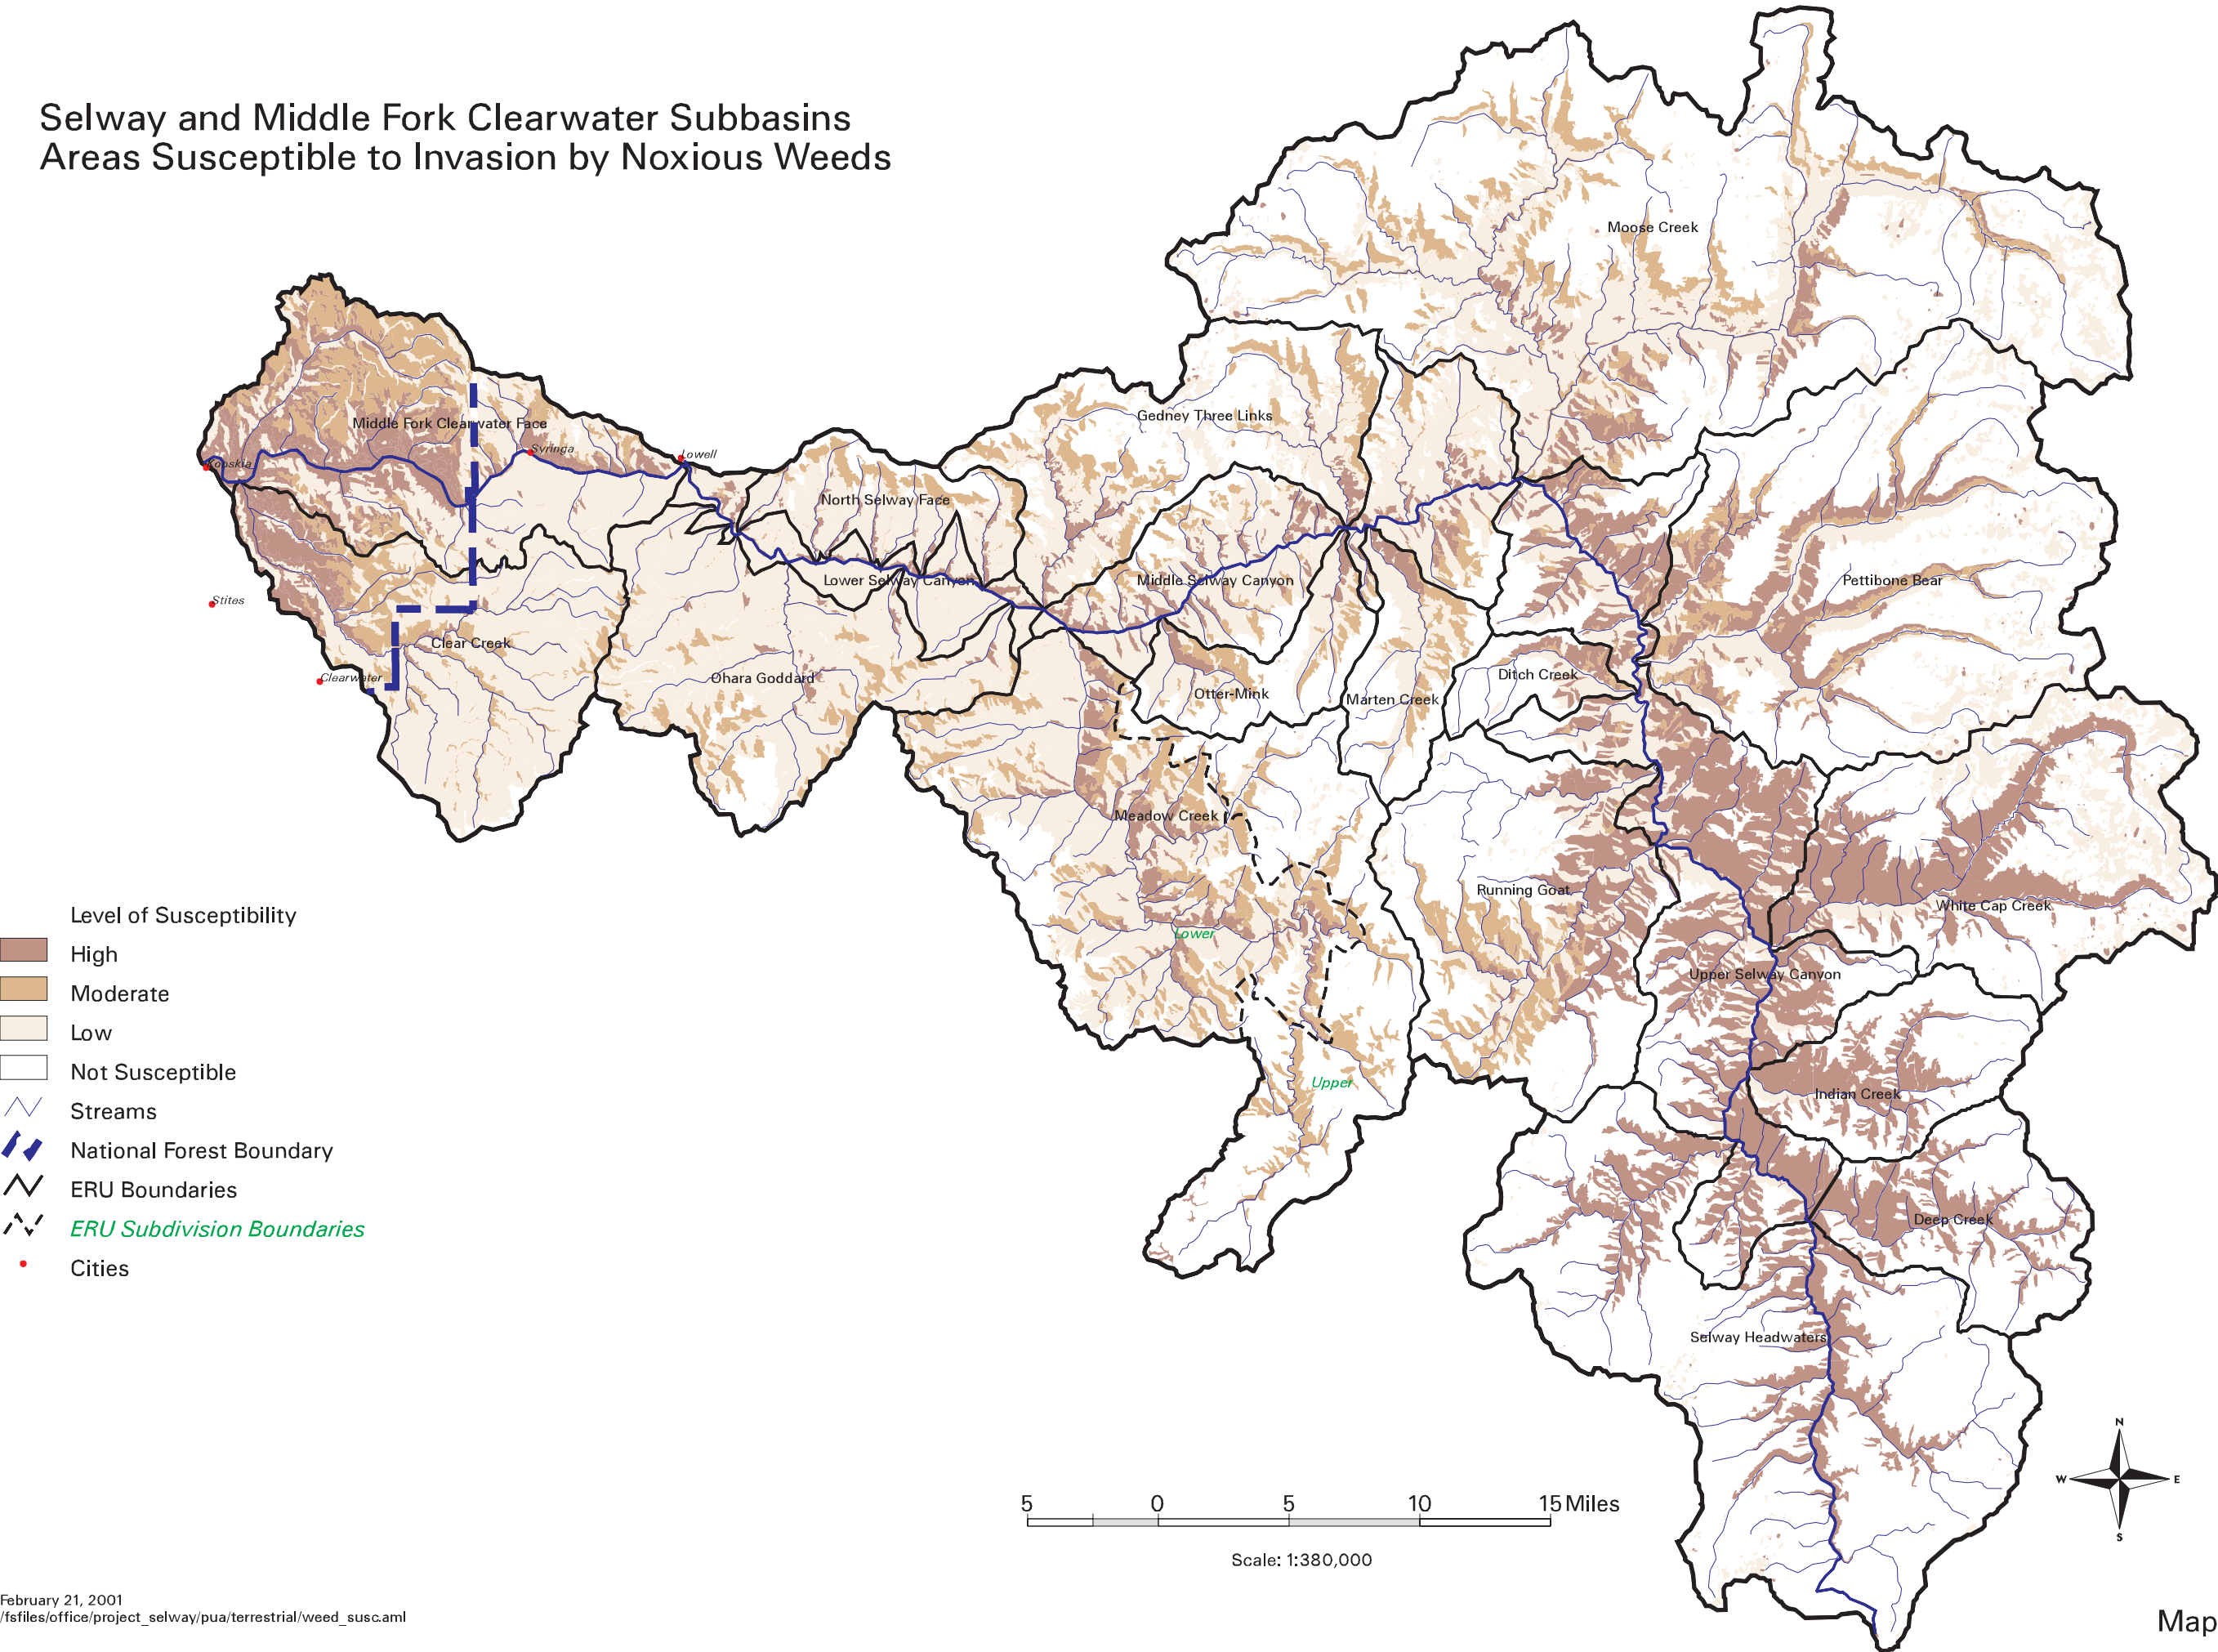 Selway and Middle Fork Clearwater Subbasins
Areas Susceptible to Invasion by Noxious Weeds
Moose Creek
Gedney Three Links
Middle Fork Clearwater Face
Syringa
Lowell
Kooskia
North Selway Face
Lower Selway Canyon
Middle Selway Canyon
Pettibone Bear
Stites
Clear Creek
Clearwater
Ohara Goddard
Ditch Creek
Otter-Mink
Marten Creek
Meadow Creek
Running Goat
White Cap Creek
Lower
Upper Selway Canyon
Upper
Indian Creek
Deep Creek
Selway Headwaters
Level of Susceptibility
High
Moderate
Low
Not Susceptible
Streams
National Forest Boundary
ERU Boundaries
ERU Subdivision Boundaries
Cities
N
W E
S
5 0 5 10 15 Miles
Scale: 1:380,000
February 21, 2001
/fsfiles/office/project_selway/pua/terrestrial/weed_susc.aml
Map